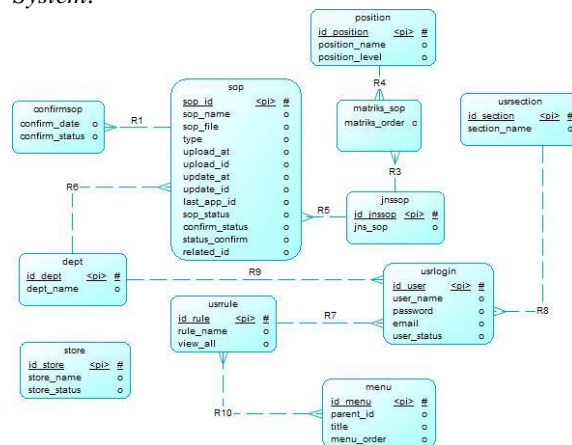 System.
position
id_position <pi> #
position_name o
position_level o
R4
sop
sop_id <pi> #
sop_name o
sop_file o
type o
upload_at o
upload_id o
update_at o
update_id o
last_app_id o
sop_status o
confirm_status o
status_confirm o
related_id o
confirmsop
confirm_date o
confirm_status o
R1
matriks_sop
matriks_order o
R3
usrsection
id_section <pi> #
section_name o
R6
R5
jnssop
id_jnssop <pi> #
jns_sop o
dept
id_dept <pi> #
dept_name o
R9
usrlogin
id_user <pi> #
user_name o
password o
email o
user_status o
R8
usrrule
id_rule <pi> #
rule_name o
view_all o
R7
store
id_store <pi> #
store_name o
store_status o
R10
menu
id_menu <pi> #
parent_id o
title o
menu_order o